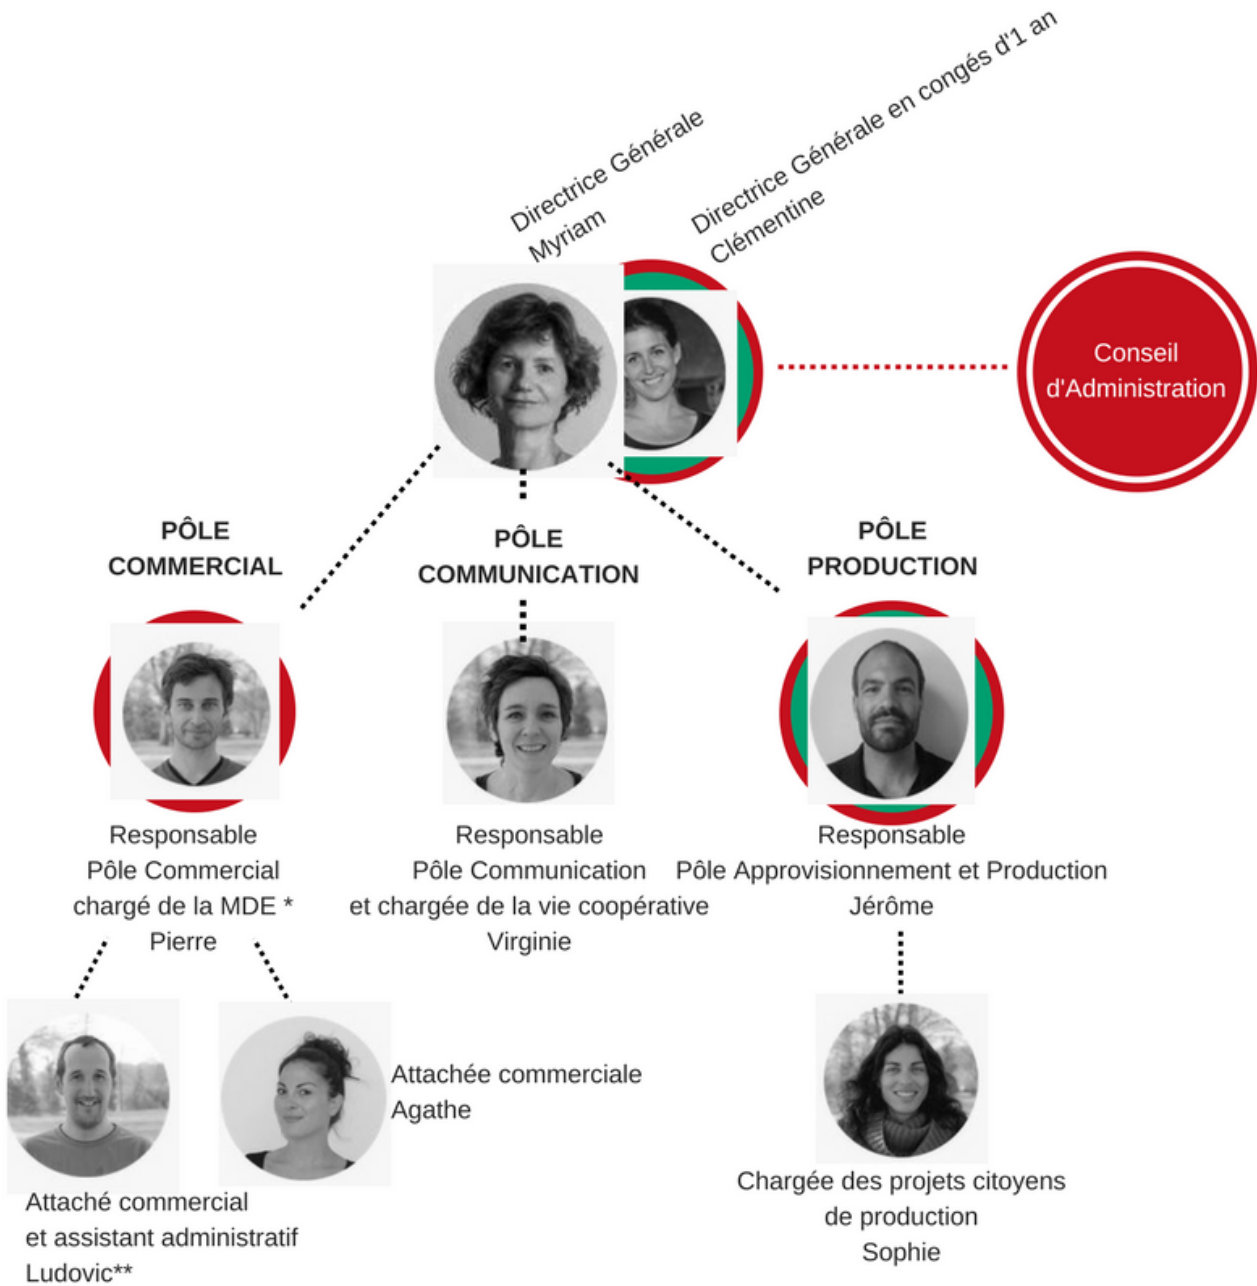 Directrice Générale
Myriam
Directrice Générale en congés d'1 an
Clémentine
Conseil
d'Administration
PÔLE
COMMERCIAL
PÔLE
COMMUNICATION
PÔLE
PRODUCTION
Responsable
Pôle Commercial
chargé de la MDE *
Pierre
Responsable
Pôle Communication
et chargée de la vie coopérative
Virginie
Responsable
Pôle Approvisionnement et Production
Jérôme
Attaché commercial
et assistant administratif
Ludovic**
Attachée commerciale
Agathe
Chargée des projets citoyens
de production
Sophie